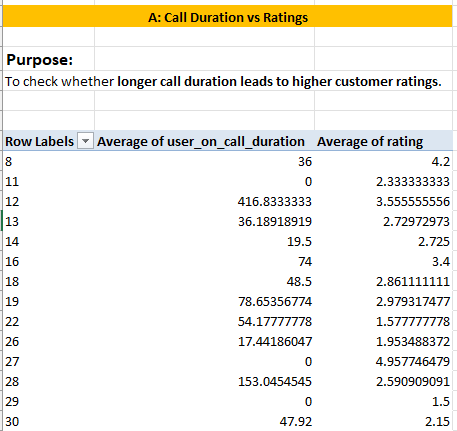 A: Call Duration vs Ratings
Purpose:
To check whether longer call duration leads to higher customer ratings.
Row Labels Average of user_on_call_duration Average of rating
8 36 4.2
11 0 2.333333333
12 416.8333333 3.555555556
13 36.18918919 2.72972973
14 19.5 2.725
16 74 3.4
18 48.5 2.861111111
19 78.65356774 2.979317477
22 54.17777778 1.577777778
26 17.44186047 1.953488372
27 0 4.957746479
28 153.0454545 2.590909091
29 0 1.5
30 47.92 2.15